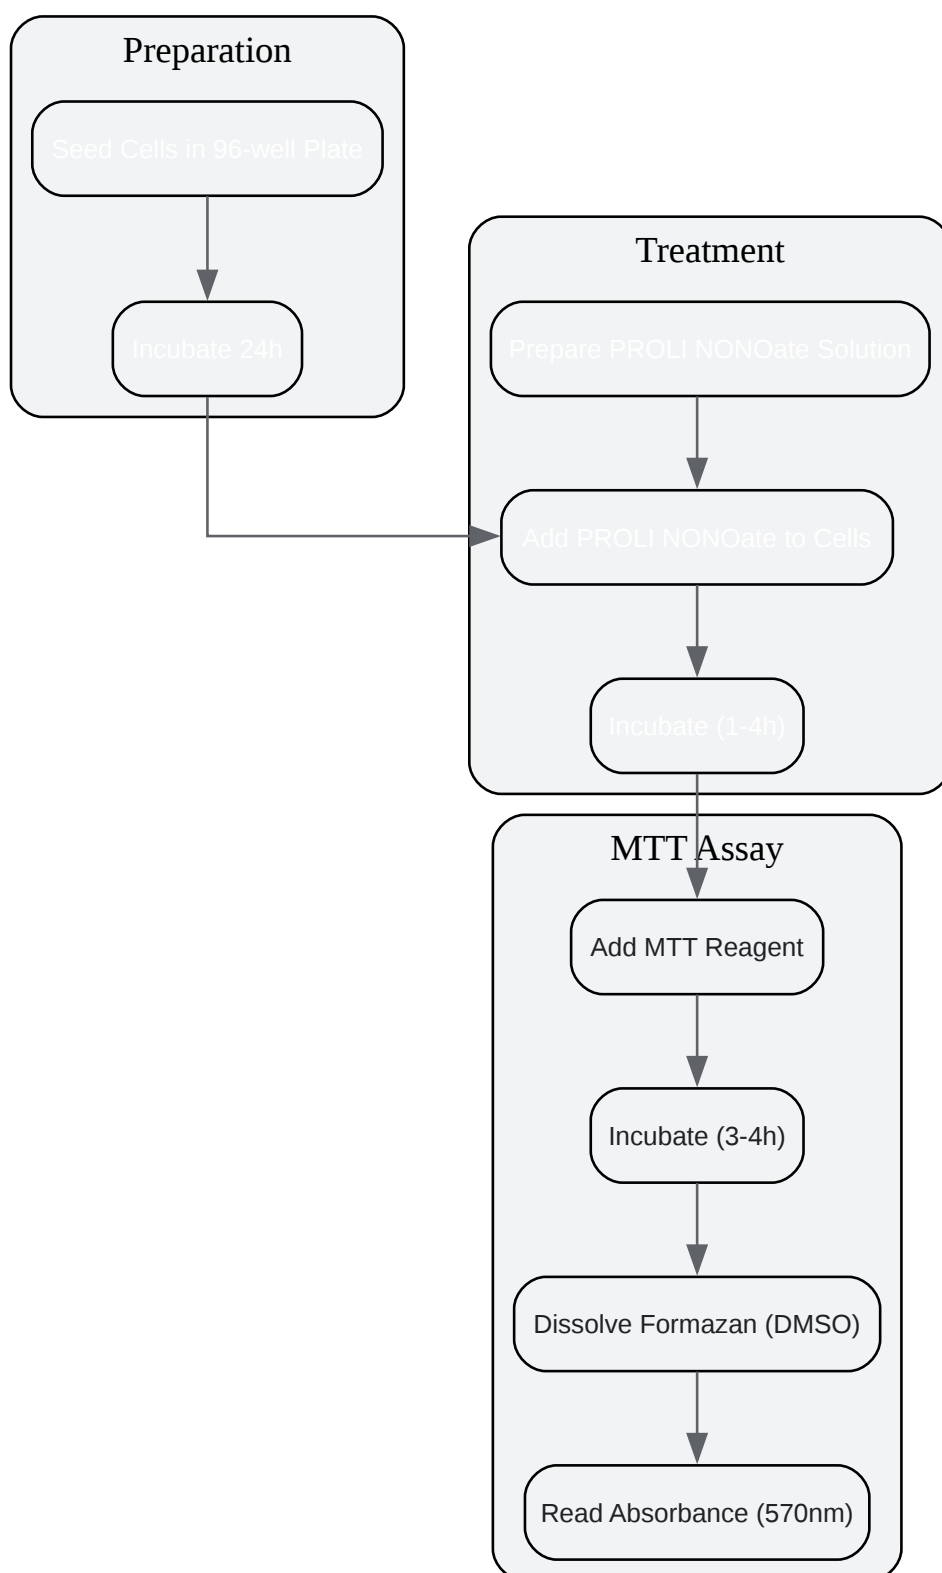 Preparation
Seed Cells in 96-well Plate
Incubate 24h
Treatment
Prepare PROLI NONOate Solution
Add PROLI NONOate to Cells
Incubate (1-4h)
MTT Assay
Add MTT Reagent
Incubate (3-4h)
Dissolve Formazan (DMSO)
Read Absorbance (570nm)